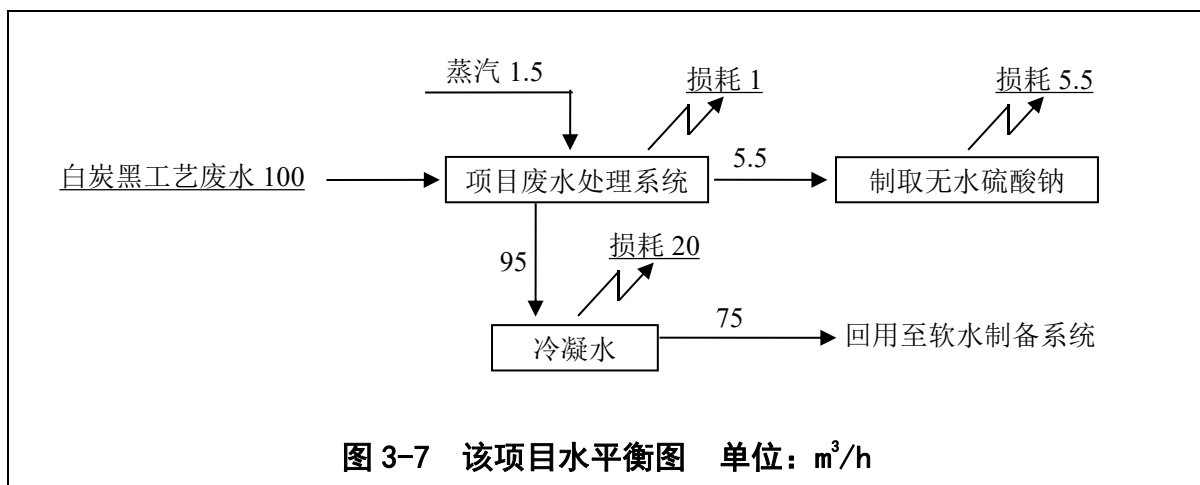 蒸汽 1.5
损耗 1
损耗 5.5
白炭黑工艺废水 100
项目废水处理系统
5.5
制取无水硫酸钠
95
损耗 20
冷凝水
75
回用至软水制备系统
图 3-7 该项目水平衡图 单位：m³/h